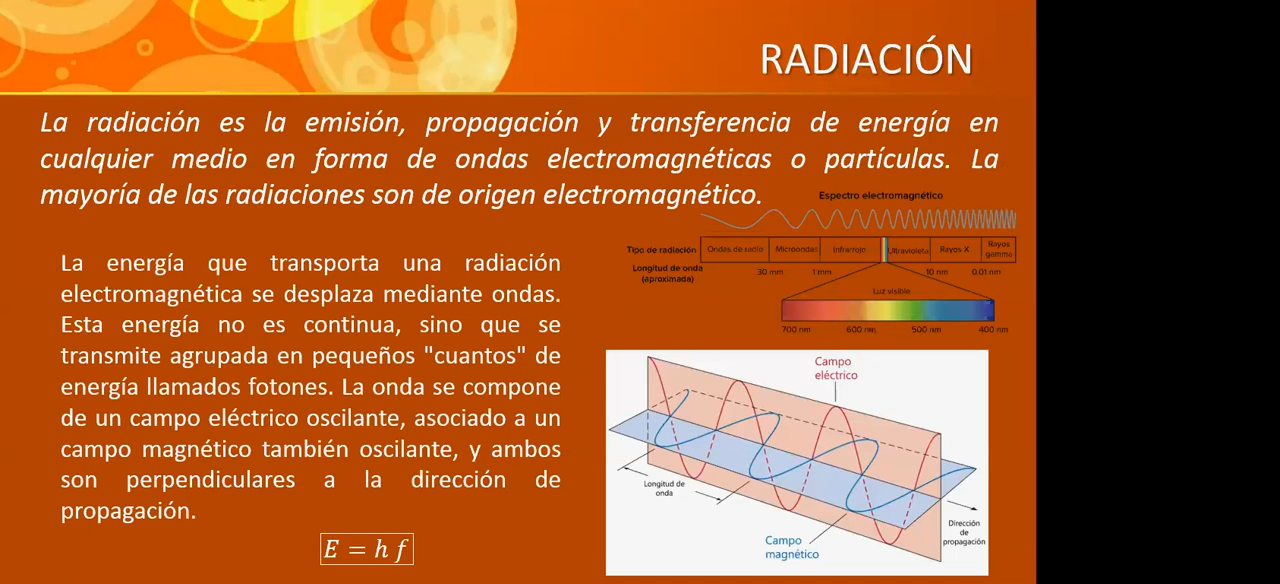 RADIACIÓN
La radiación es la emisión, propagación y transferencia de energía en
cualquier medio en forma de ondas electromagnéticas o partículas. La
mayoría de las radiaciones son de origen electromagnético.
La energía que transporta una radiación
electromagnética se desplaza mediante ondas.
Esta energía no es continua, sino que se
transmite agrupada en pequeños "cuantos" de
energía llamados fotones. La onda se compone
de un campo eléctrico oscilante, asociado a un
campo magnético también oscilante, y ambos
son perpendiculares a la dirección de
propagación.
E = h f
Espectro electromagnético
Tipo de radiación
Ondas de radio
Microondas
Infrarrojo
Ultravioleta
Rayos X
Rayos
gamma
Longitud de onda
(aproximada)
30 mm
1 mm
10 nm
0.01 nm
Luz visible
700 nm
600 nm
500 nm
400 nm
Campo
eléctrico
Longitud de
onda
Campo
magnético
Dirección
de
propagación